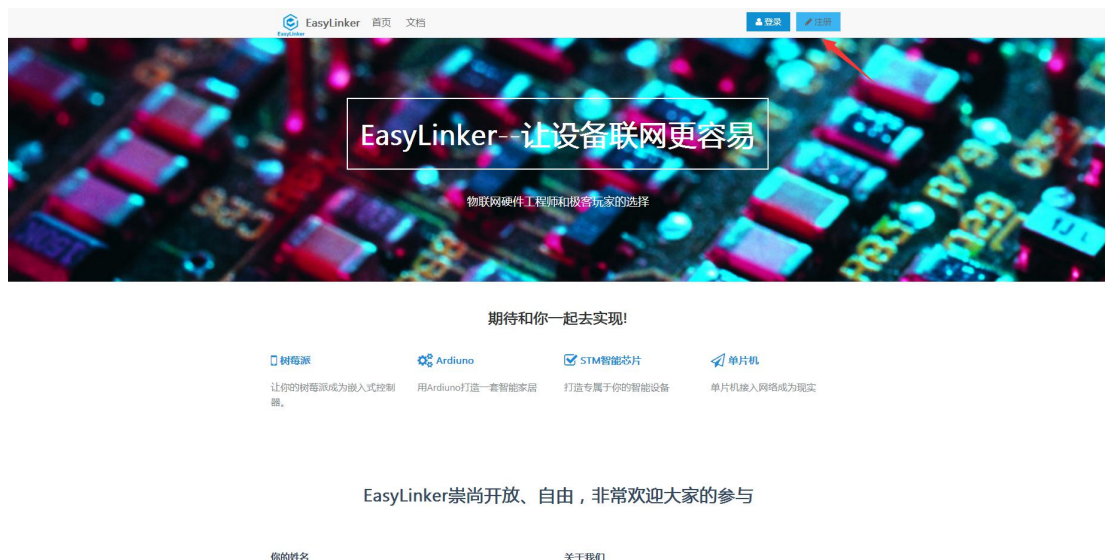 EasyLinker 首页 文档 登录 注册
EasyLinker
EasyLinker--让设备联网更容易
物联网硬件工程师和极客玩家的选择
期待和你一起去实现!
树莓派 Ardiuno STM智能芯片 单片机
让你的树莓派成为嵌入式控制 用Ardiuno打造一套智能家居 打造专属于你的智能设备 单片机接入网络成为现实
器。
EasyLinker崇尚开放、自由，非常欢迎大家的参与
你的姓名 关于我们